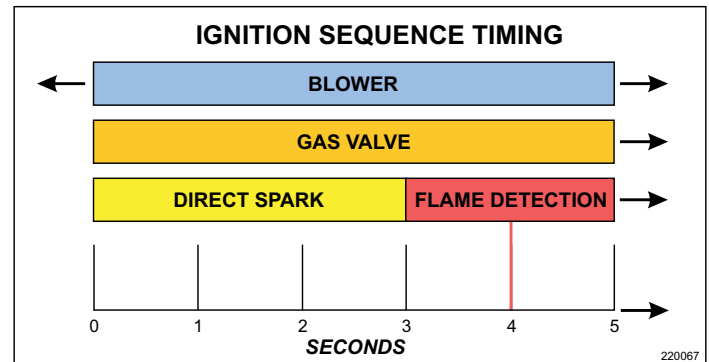 IGNITION SEQUENCE TIMING
BLOWER
GAS VALVE
DIRECT SPARK FLAME DETECTION
0 1 2 3 4 5
SECONDS
220067